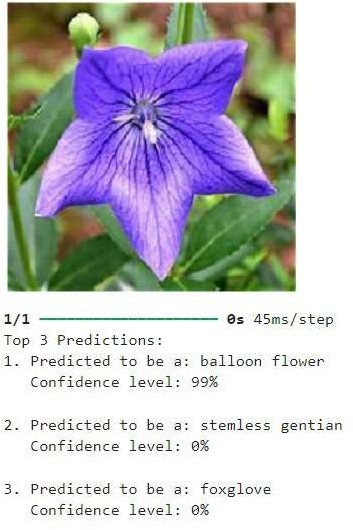 1/1 ━━━━━━━━━━━━━━━━━━━━ 0s 45ms/step
Top 3 Predictions:
1. Predicted to be a: balloon flower
Confidence level: 99%
2. Predicted to be a: stemless gentian
Confidence level: 0%
3. Predicted to be a: foxglove
Confidence level: 0%